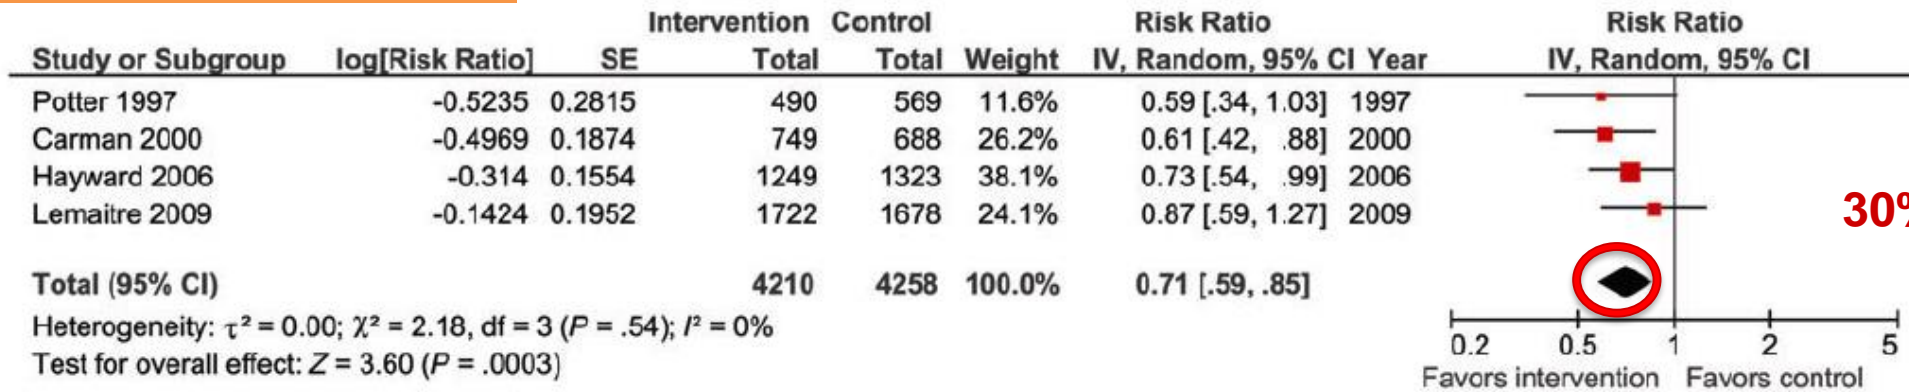 Intervention Control Risk Ratio Risk Ratio
Study or Subgroup log[Risk Ratio] SE Total Total Weight IV, Random, 95% CI Year IV, Random, 95% CI
Potter 1997 -0.5235 0.2815 490 569 11.6% 0.59 [.34, 1.03] 1997
Carman 2000 -0.4969 0.1874 749 688 26.2% 0.61 [.42, .88] 2000
Hayward 2006 -0.314 0.1554 1249 1323 38.1% 0.73 [.54, .99] 2006
Lemaitre 2009 -0.1424 0.1952 1722 1678 24.1% 0.87 [.59, 1.27] 2009
30%
Total (95% CI) 4210 4258 100.0% 0.71 [.59, .85]
Heterogeneity: τ² = 0.00; χ² = 2.18, df = 3 (P = .54); I² = 0%
Test for overall effect: Z = 3.60 (P = .0003)
0.2 0.5 1 2 5
Favors intervention Favors control